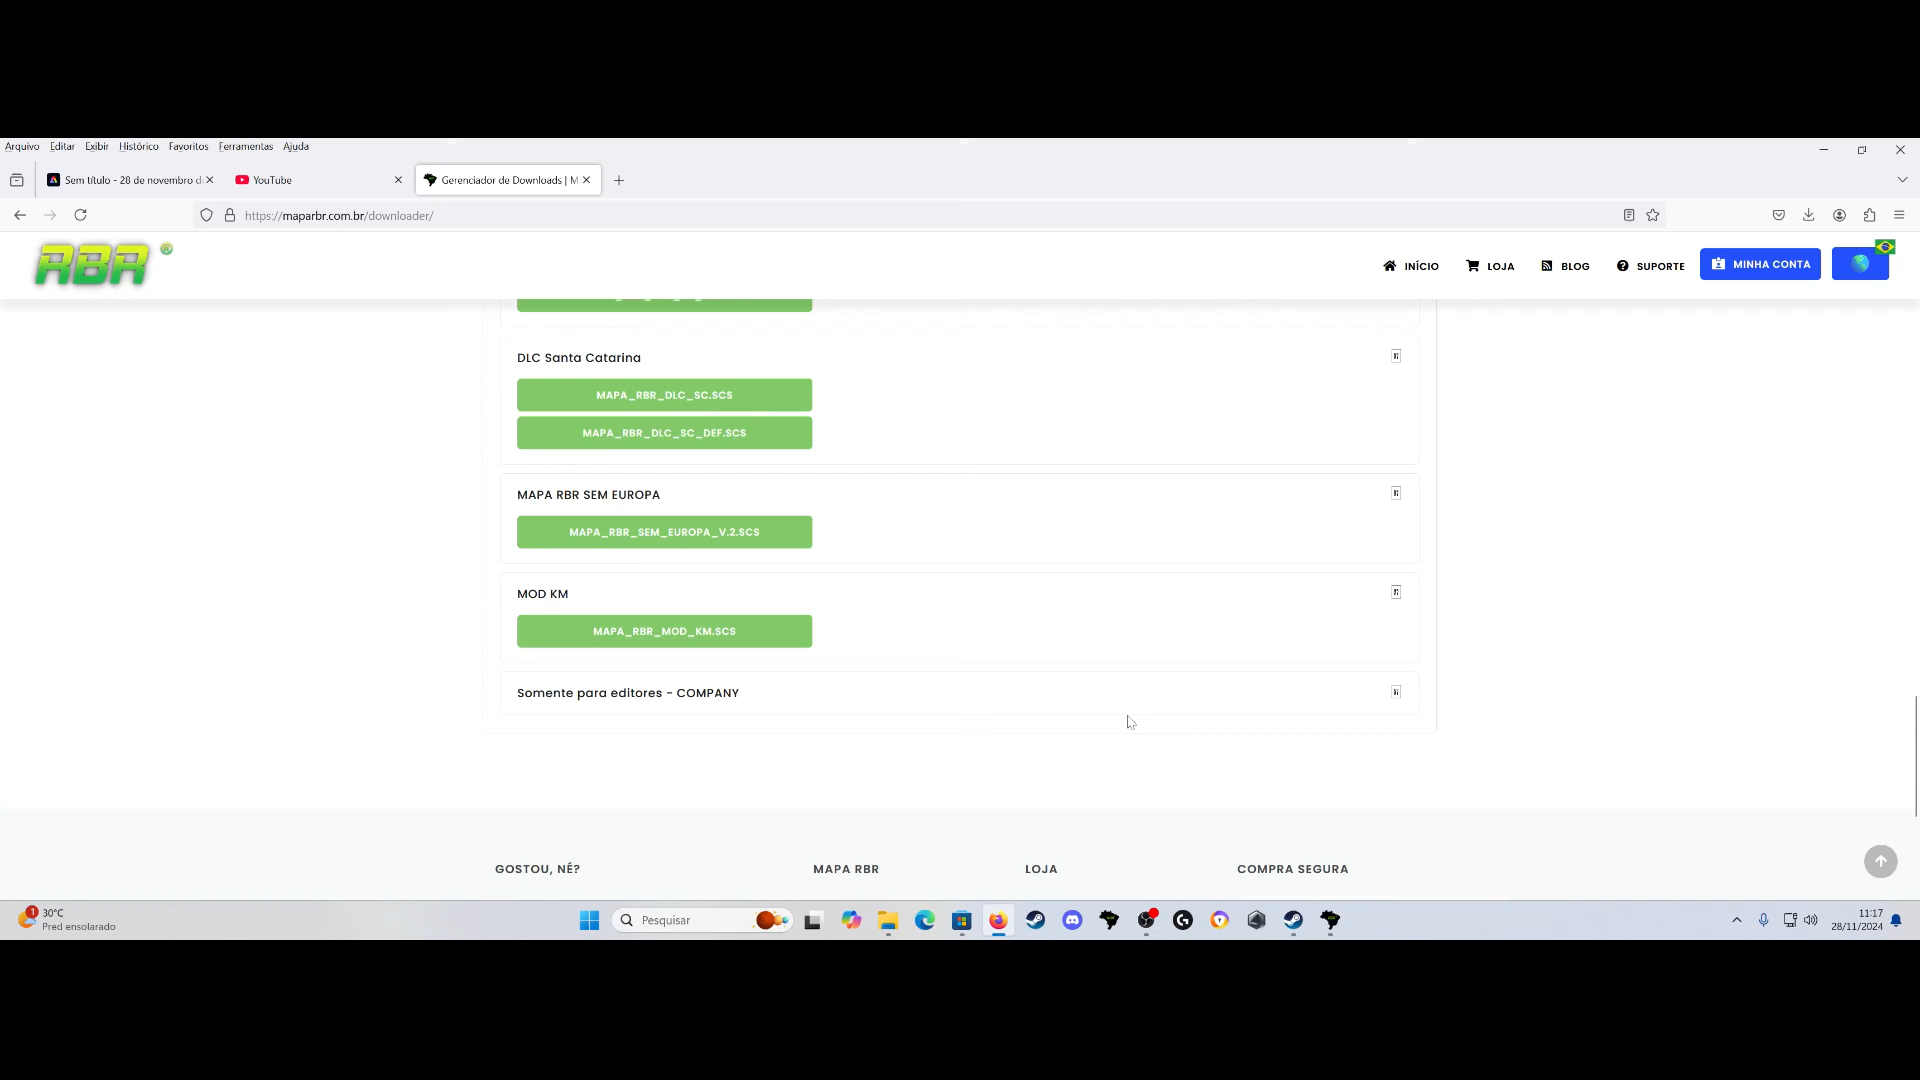 Arquivo Editar Exibir Histórico Favoritos Ferramentas Ajuda
Sem título - 28 de novembro d
YouTube
Gerenciador de Downloads | M
https://maparbr.com.br/downloader/
RBR
INÍCIO
LOJA
BLOG
SUPORTE
MINHA CONTA
DLC Santa Catarina
MAPA_RBR_DLC_SC.SCS
MAPA_RBR_DLC_SC_DEF.SCS
MAPA RBR SEM EUROPA
MAPA_RBR_SEM_EUROPA_V.2.SCS
MOD KM
MAPA_RBR_MOD_KM.SCS
Somente para editores - COMPANY
GOSTOU, NÉ?
MAPA RBR
LOJA
COMPRA SEGURA
1
30°C
Pred ensolarado
Pesquisar
11:17
28/11/2024